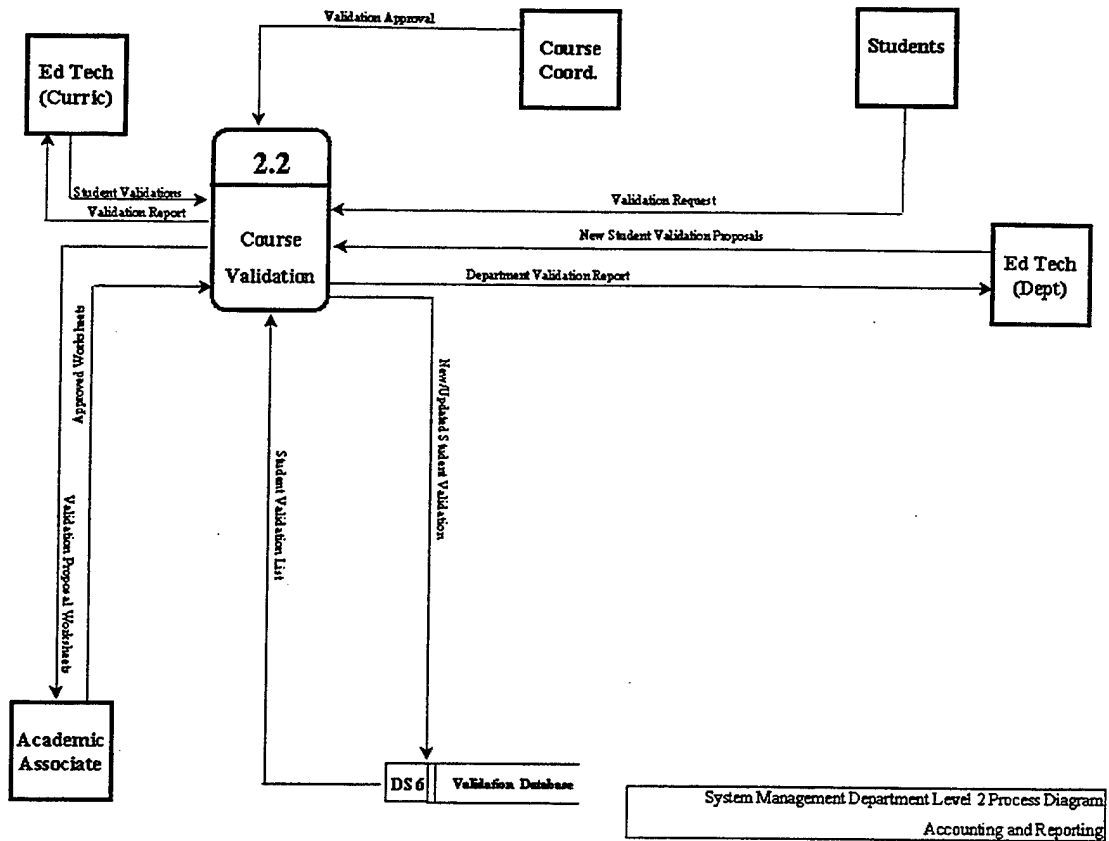 Validation Approval
Course
Coord.
Students
Ed Tech
(Curric)
2.2
Course
Validation
Student Validations
Validation Report
Validation Request
New Student Validation Proposals
Department Validation Report
Ed Tech
(Dept)
Approved Worksheets
Validation Proposal Worksheets
Student Validation List
New/Updated Student Validation
Academic
Associate
DS 6 Validation Database
System Management Department Level 2 Process Diagram
Accounting and Reporting